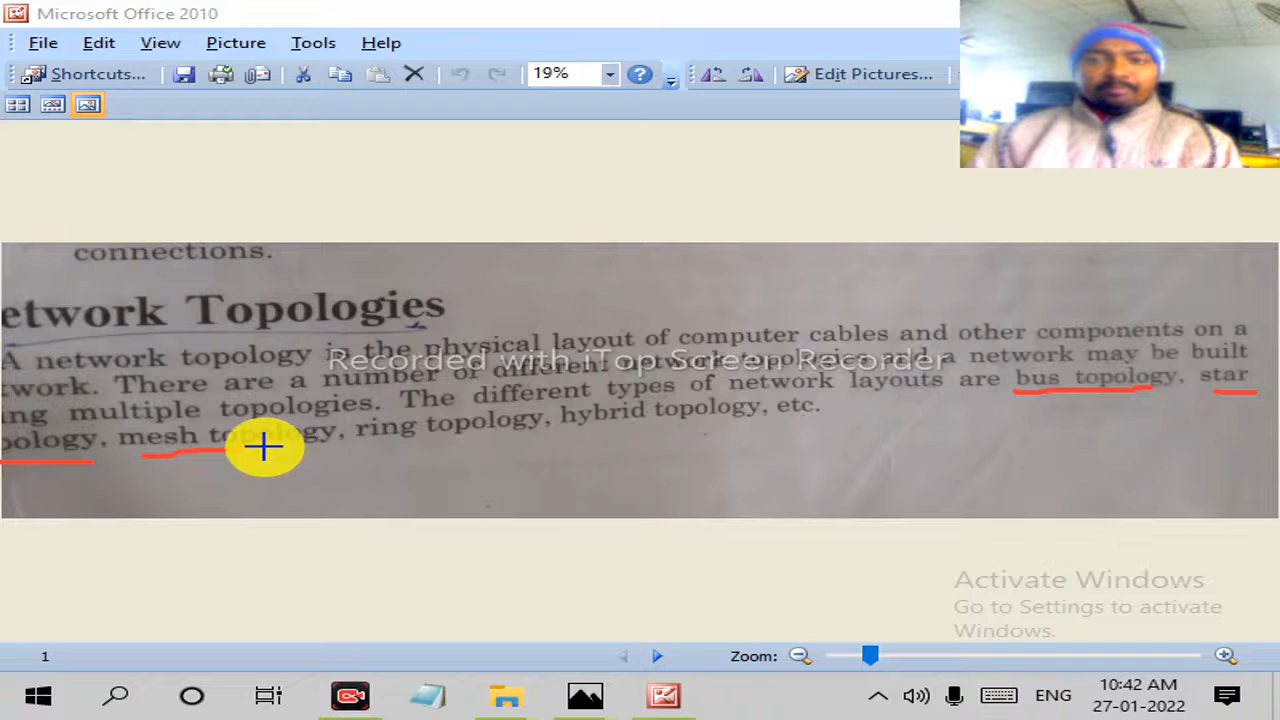 Microsoft Office 2010
File Edit View Picture Tools Help
Shortcuts... 19% Edit Pictures...
connections.
etwork Topologies
A network topology is the physical layout of computer cables and other components on a
twork. There are a number of different network topologies and a network may be built
ing multiple topologies. The different types of network layouts are bus topology, star
pology, mesh topology, ring topology, hybrid topology, etc.
Recorded with iTop Screen Recorder
Activate Windows
Go to Settings to activate
Windows.
1 Zoom:
ENG 10:42 AM
27-01-2022